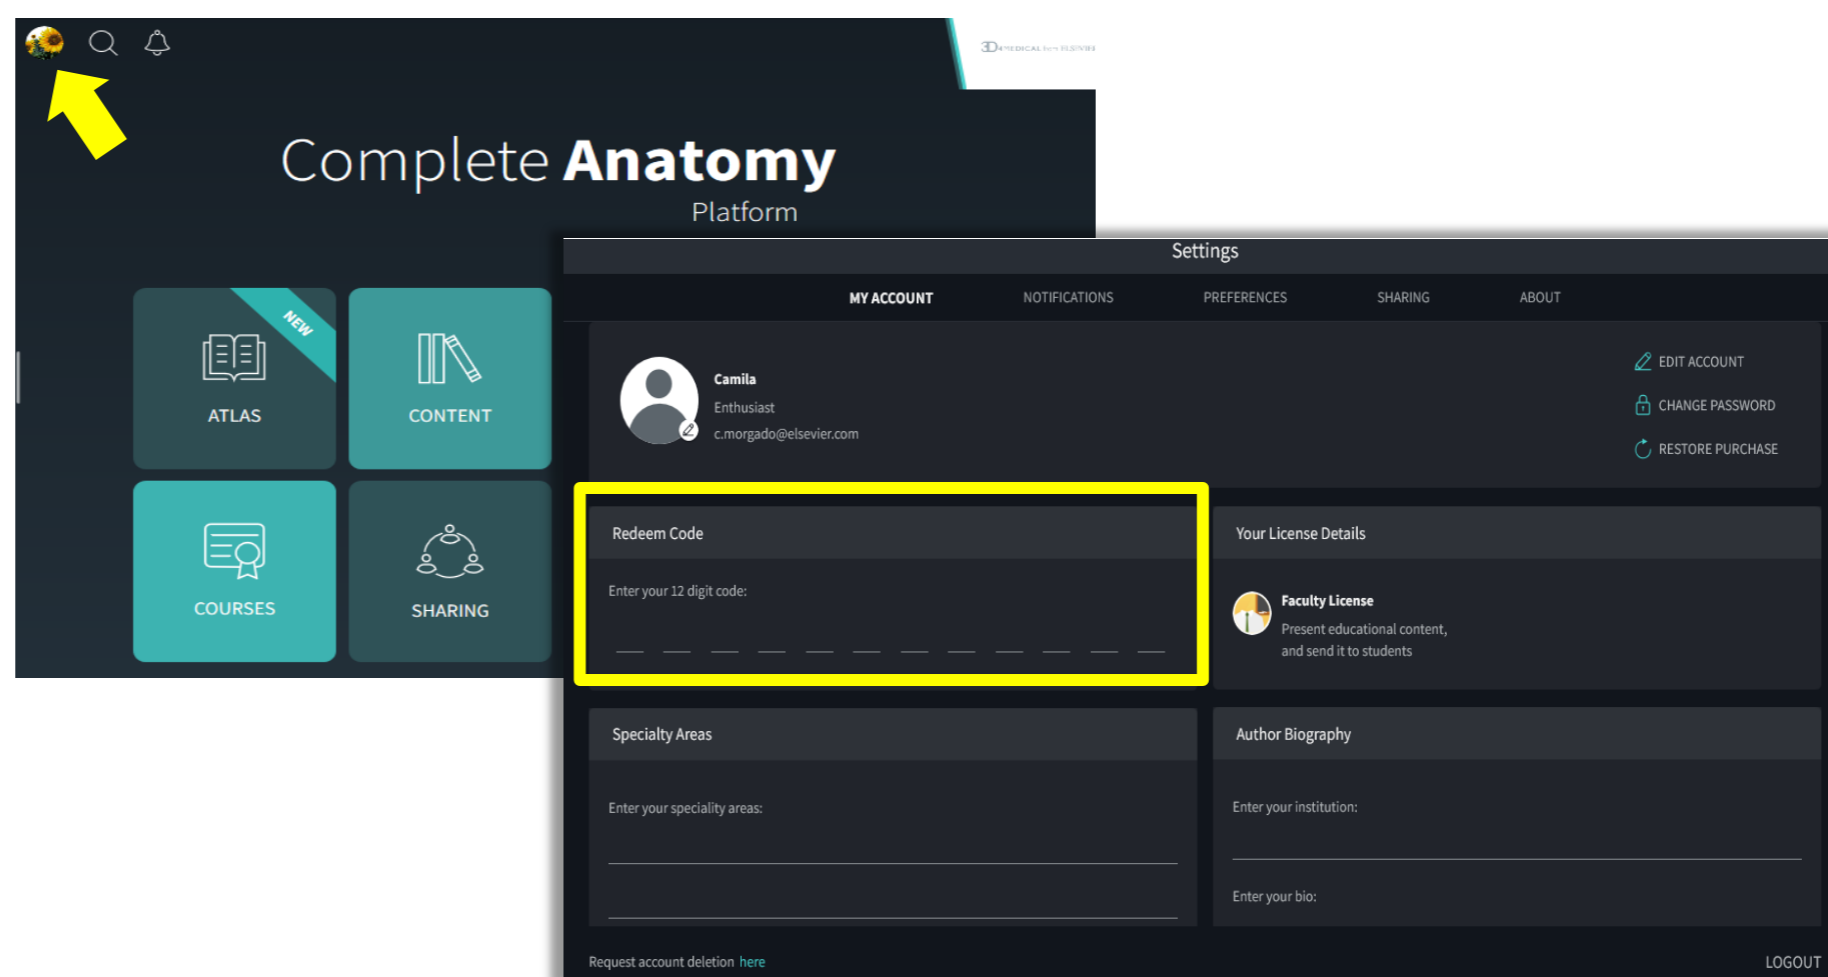 3D4MEDICAL from ELSEVIER
Complete Anatomy
Platform
NEW
ATLAS
CONTENT
COURSES
SHARING
Settings
MY ACCOUNT
NOTIFICATIONS
PREFERENCES
SHARING
ABOUT
Camila
Enthusiast
c.morgado@elsevier.com
EDIT ACCOUNT
CHANGE PASSWORD
RESTORE PURCHASE
Redeem Code
Enter your 12 digit code:
Your License Details
Faculty License
Present educational content,
and send it to students
Specialty Areas
Enter your speciality areas:
Author Biography
Enter your institution:
Enter your bio:
Request account deletion here
LOGOUT